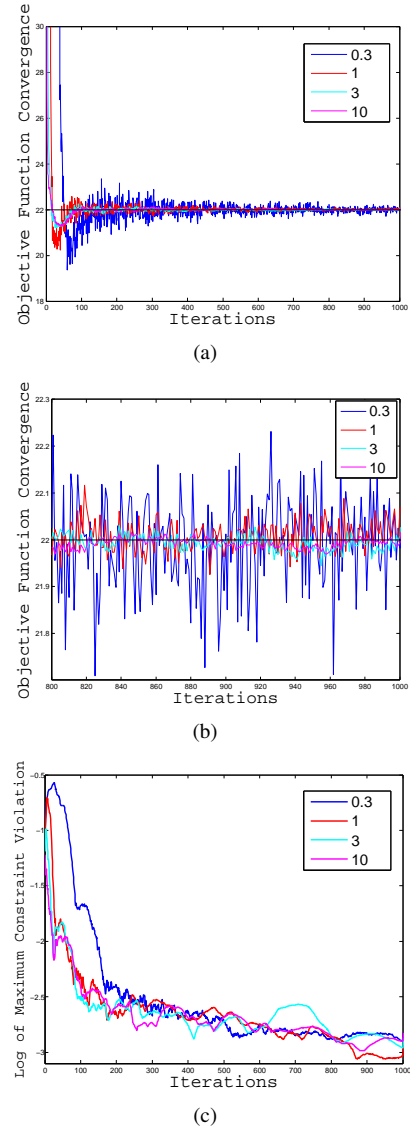 Objective Function Convergence
30
28
26
24
22
20
18
0 100 200 300 400 500 600 700 800 900 1000
Iterations
0.3
1
3
10
(a)
Objective Function Convergence
22.3
22.2
22.1
22
21.9
21.8
800 820 840 860 880 900 920 940 960 980 1000
Iterations
0.3
1
3
10
(b)
Log of Maximum Constraint Violation
-0.5
-1
-1.5
-2
-2.5
-3
0 100 200 300 400 500 600 700 800 900 1000
Iterations
0.3
1
3
10
(c)